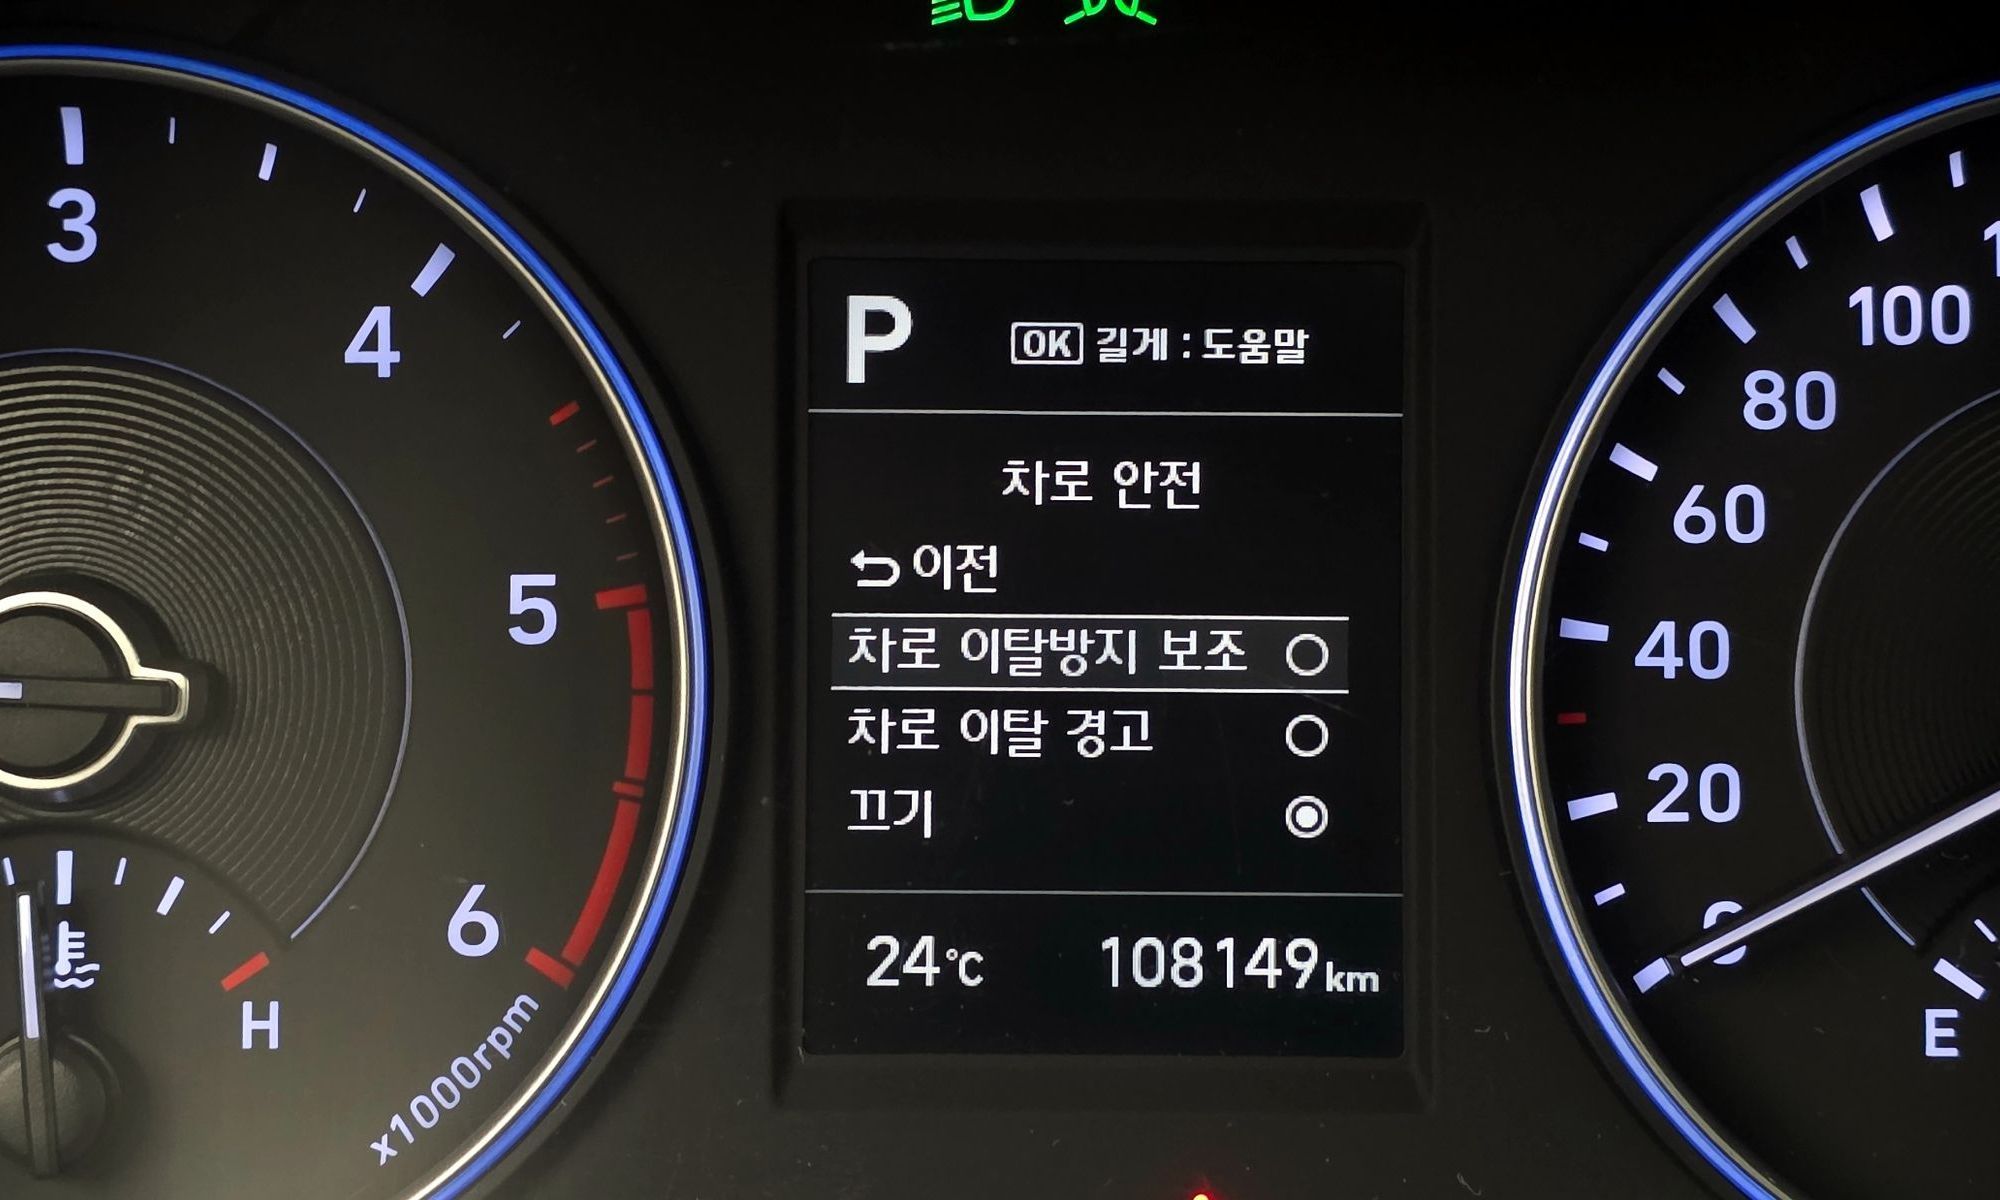 3
4
5
6
x1000rpm
H
P
OK 길게 : 도움말
차로 안전
이전
차로 이탈방지 보조
차로 이탈 경고
끄기
24℃ 108149km
100
80
60
40
20
0
E